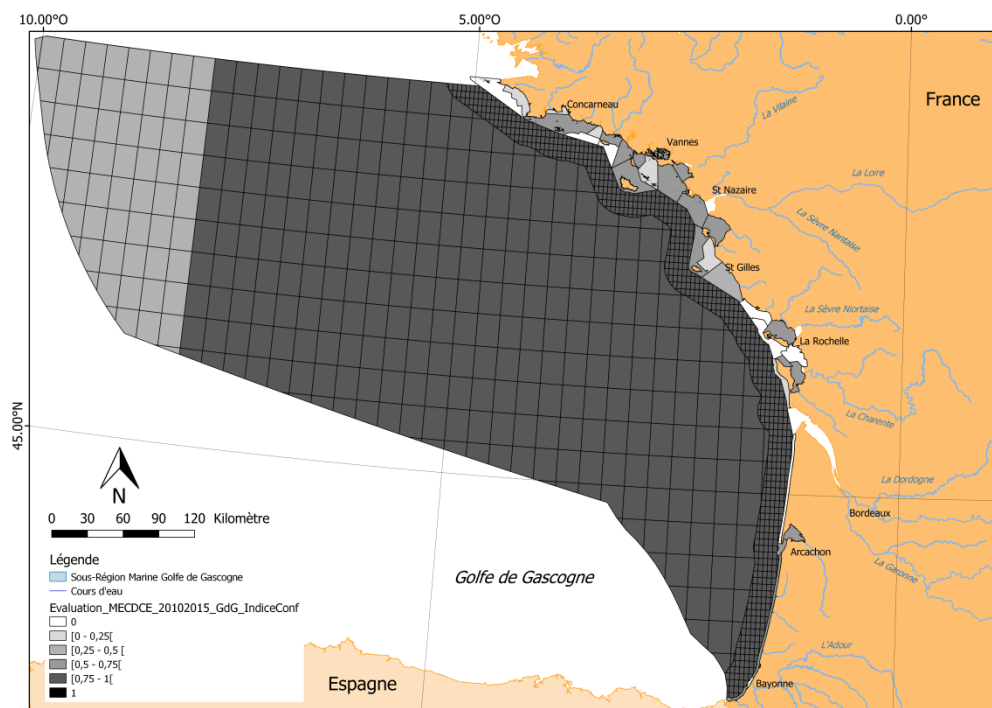 10.00°O
5.00°O
0.00°
France
Concarneau
La Vilaine
Vannes
La Loire
St Nazaire
La Sèvre Nantaise
St Gilles
La Sèvre Niortaise
La Rochelle
45.00°N
La Charente
N
La Dordogne
0 30 60 90 120 Kilomètre
Bordeaux
Arcachon
La Garonne
Légende
Sous-Région Marine Golfe de Gascogne
Golfe de Gascogne
Cours d'eau
Evaluation_MECDCE_20102015_GdG_IndiceConf
0
[0 - 0,25[
[0,25 - 0,5 [
[0,5 - 0,75[
[0,75 - 1[
1
L'Adour
Espagne
Bayonne